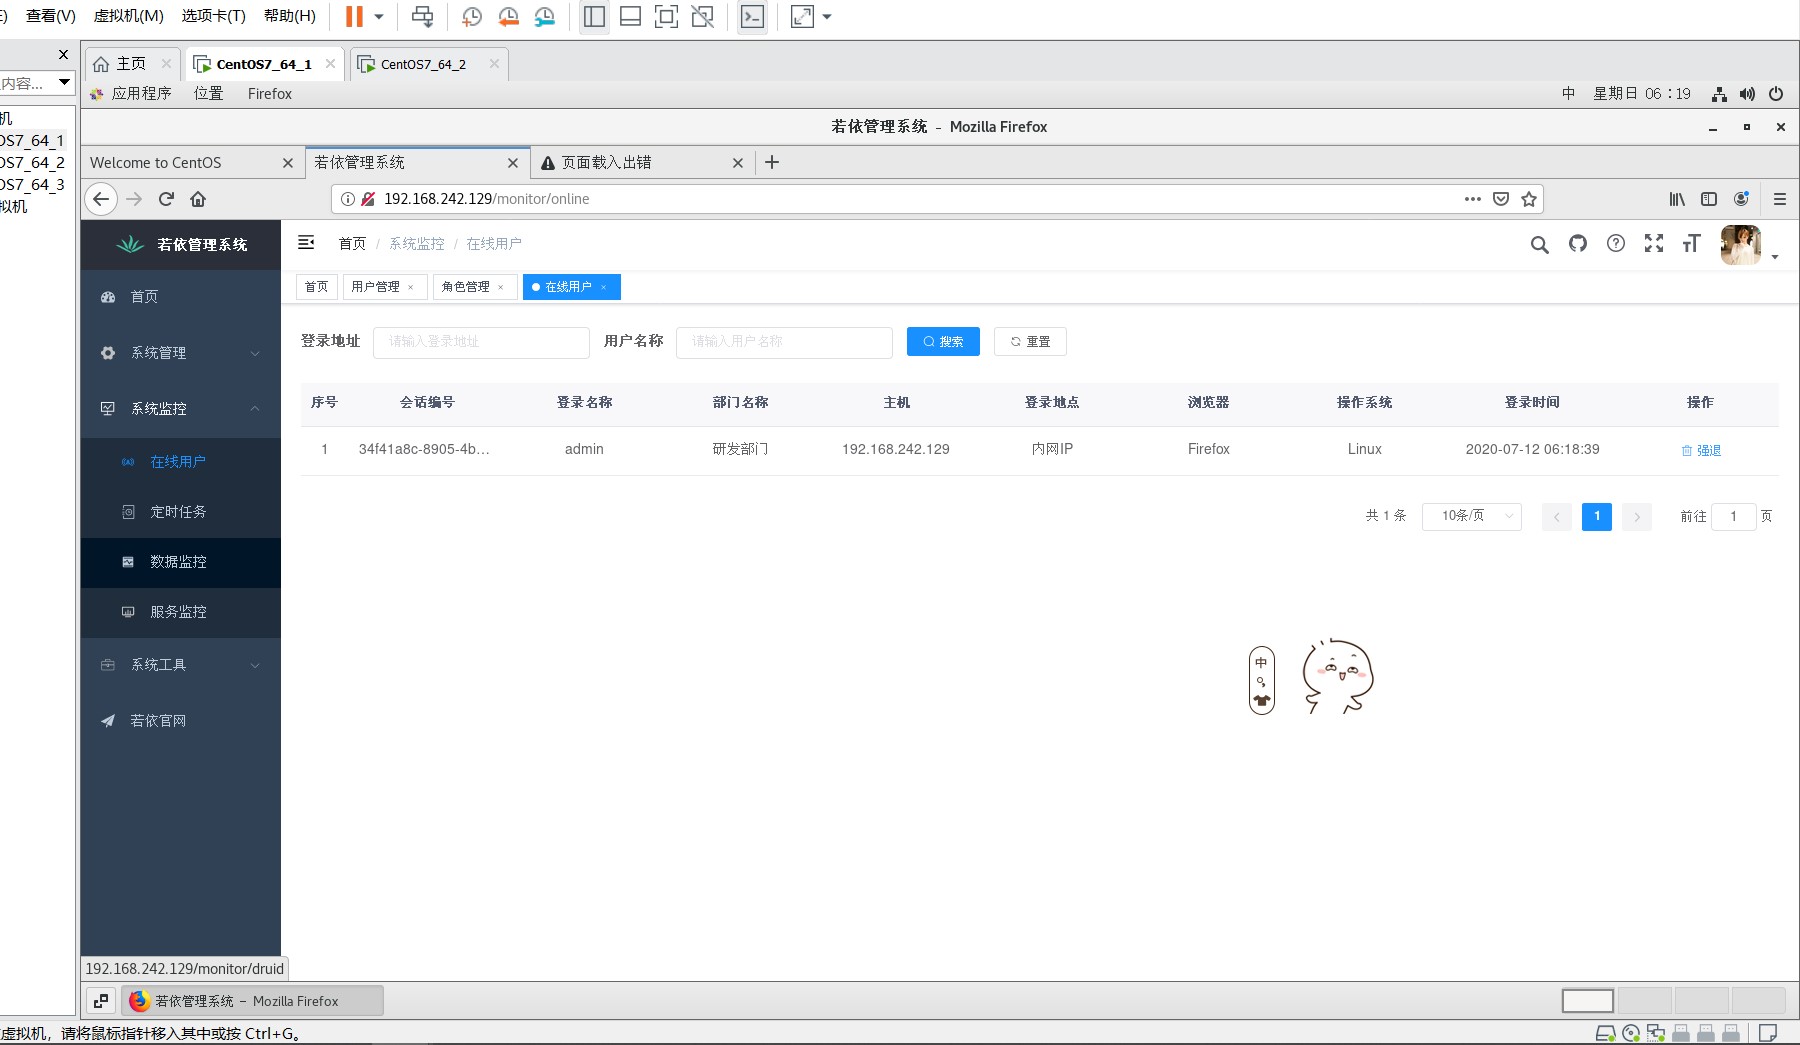 查看(V) 虚拟机(M) 选项卡(T) 帮助(H)
主页 CentOS7_64_1 CentOS7_64_2
内容...
应用程序 位置 Firefox 中 星期日 06：19
机
OS7_64_1
OS7_64_2
OS7_64_3
拟机
若依管理系统 - Mozilla Firefox
Welcome to CentOS 若依管理系统 页面载入出错
192.168.242.129/monitor/online
若依管理系统
首页 / 系统监控 / 在线用户
首页 用户管理 × 角色管理 × 在线用户 ×
首页
系统管理
系统监控
在线用户
定时任务
数据监控
服务监控
系统工具
若依官网
登录地址 请输入登录地址 用户名称 请输入用户名称 搜索 重置
序号 会话编号 登录名称 部门名称 主机 登录地点 浏览器 操作系统 登录时间 操作
1 34f41a8c-8905-4b... admin 研发部门 192.168.242.129 内网IP Firefox Linux 2020-07-12 06:18:39 强退
共 1 条 10条/页 1 前往 1 页
中
192.168.242.129/monitor/druid
若依管理系统 - Mozilla Firefox
虚拟机，请将鼠标指针移入其中或按 Ctrl+G。